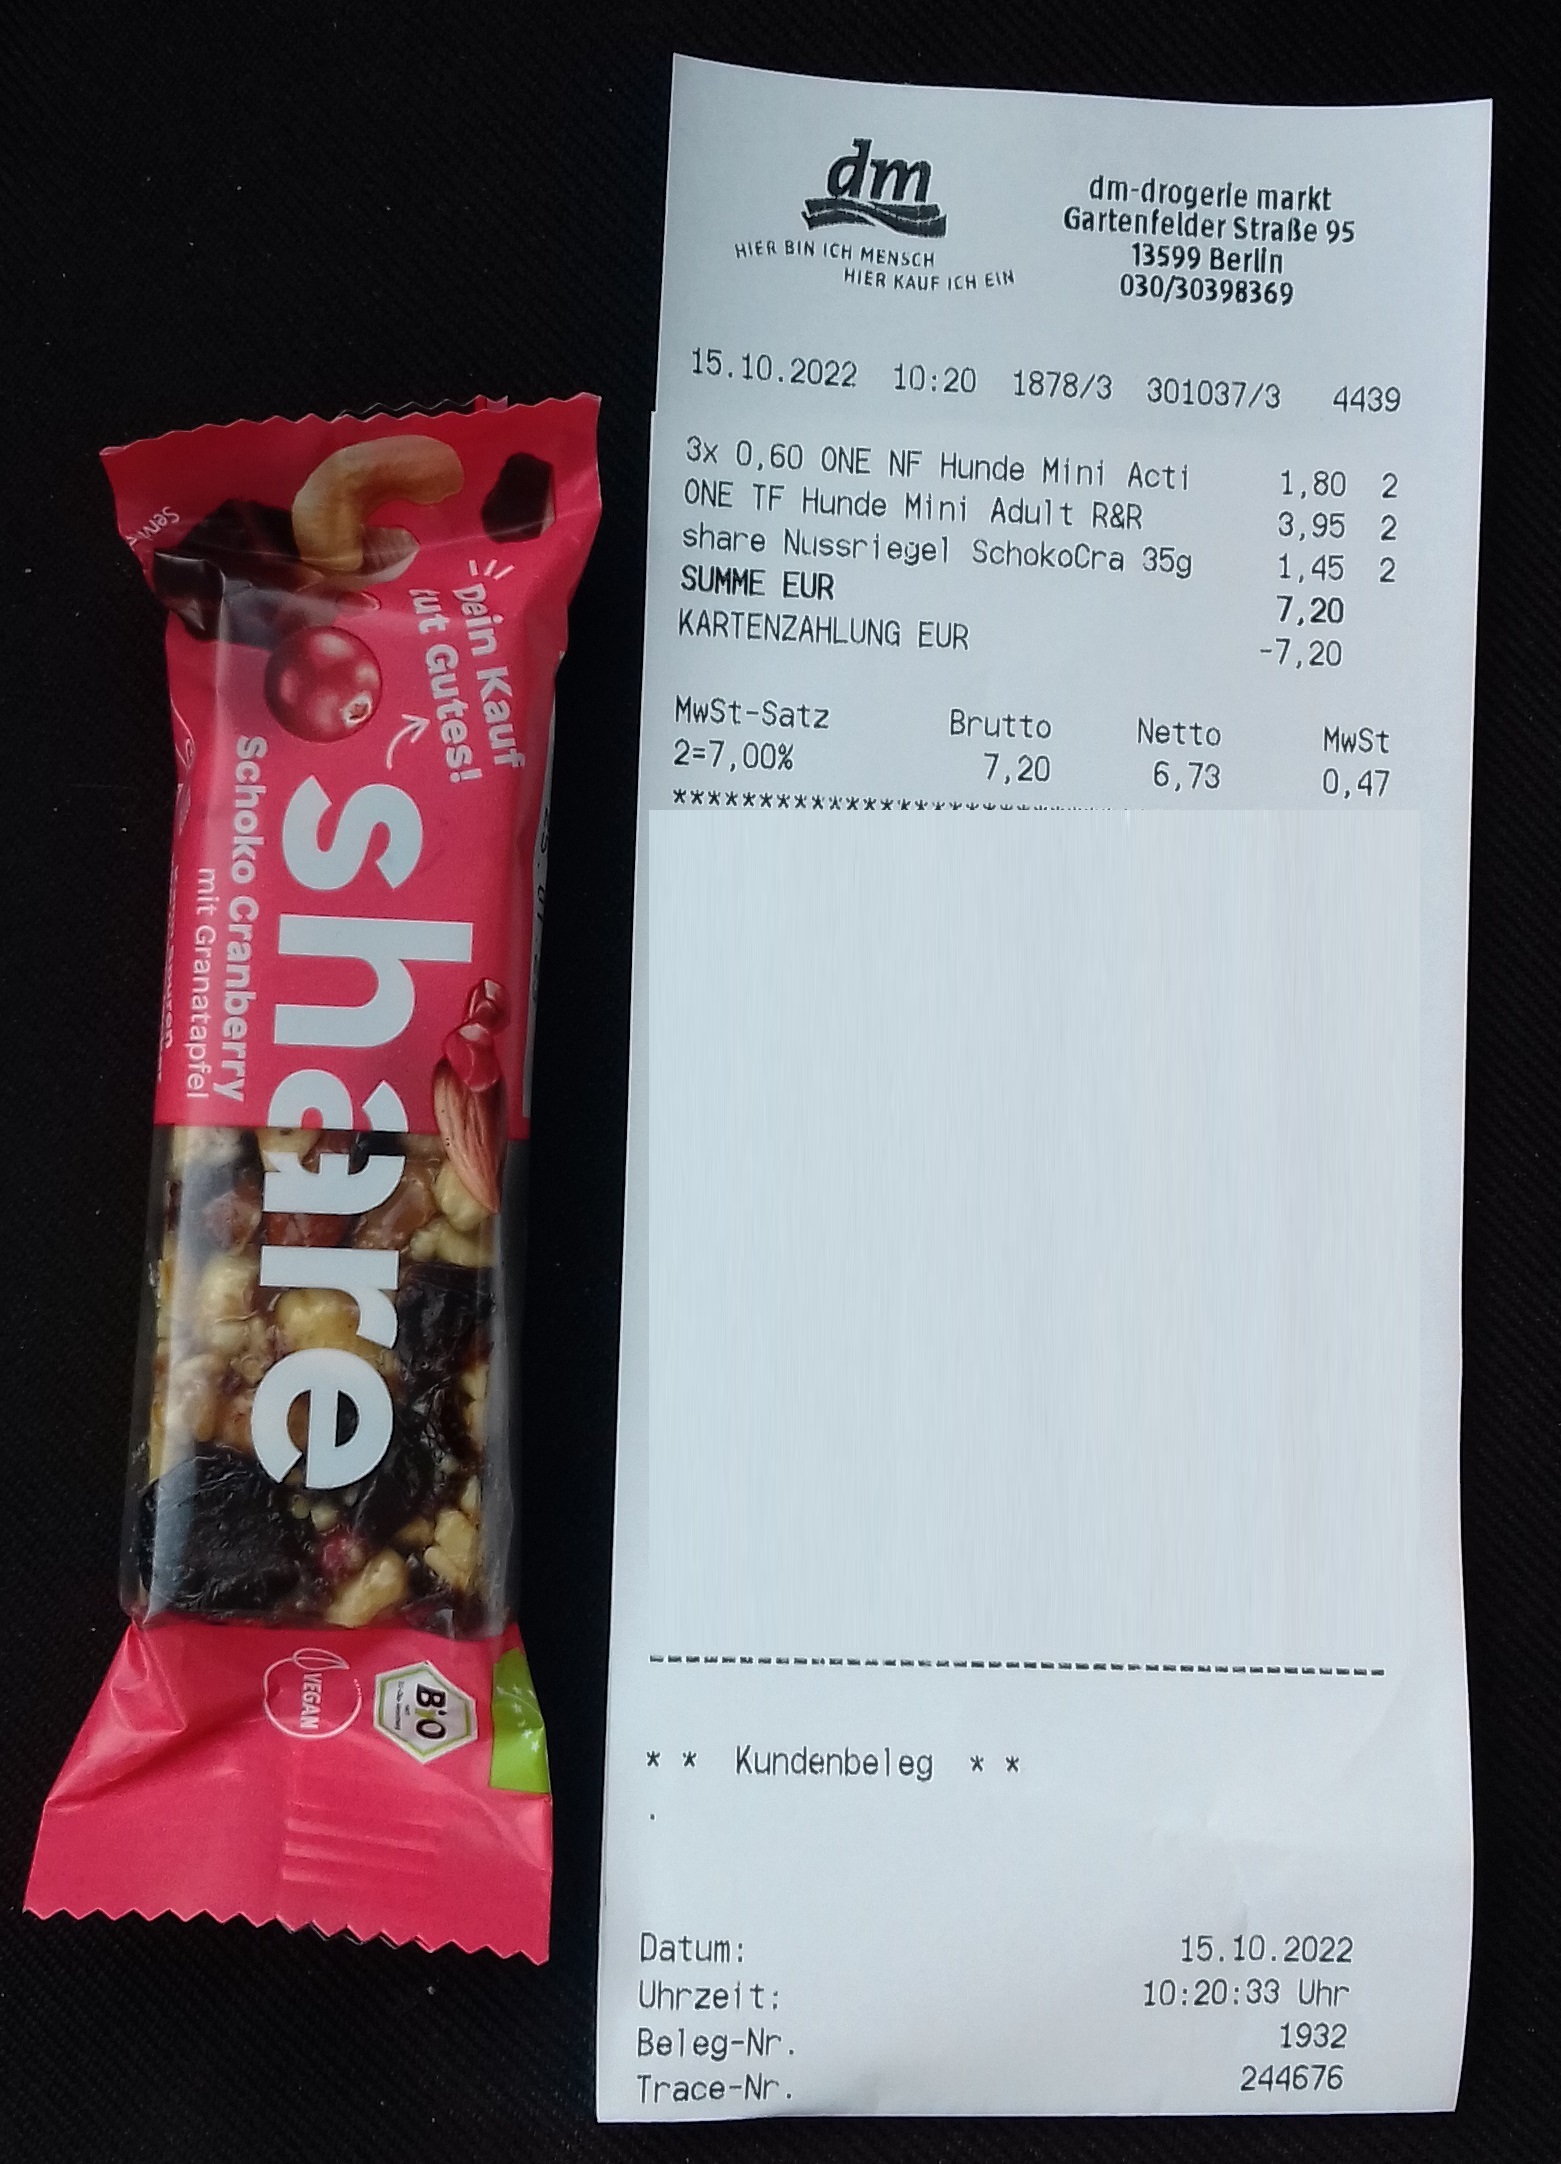 Dein Kauf
tut Gutes!
share
Schoko Cranberry
mit Granatapfel
VEGAN
BiO
dm
HIER BIN ICH MENSCH
HIER KAUF ICH EIN
dm-drogerie markt
Gartenfelder Straße 95
13599 Berlin
030/30398369
15.10.2022 10:20 1878/3 301037/3 4439
3x 0,60 ONE NF Hunde Mini Acti 1,80 2
ONE TF Hunde Mini Adult R&R 3,95 2
share Nussriegel SchokoCra 35g 1,45 2
SUMME EUR 7,20
KARTENZAHLUNG EUR -7,20
MwSt-Satz Brutto Netto MwSt
2=7,00% 7,20 6,73 0,47
* * Kundenbeleg * *
.
Datum: 15.10.2022
Uhrzeit: 10:20:33 Uhr
Beleg-Nr. 1932
Trace-Nr. 244676